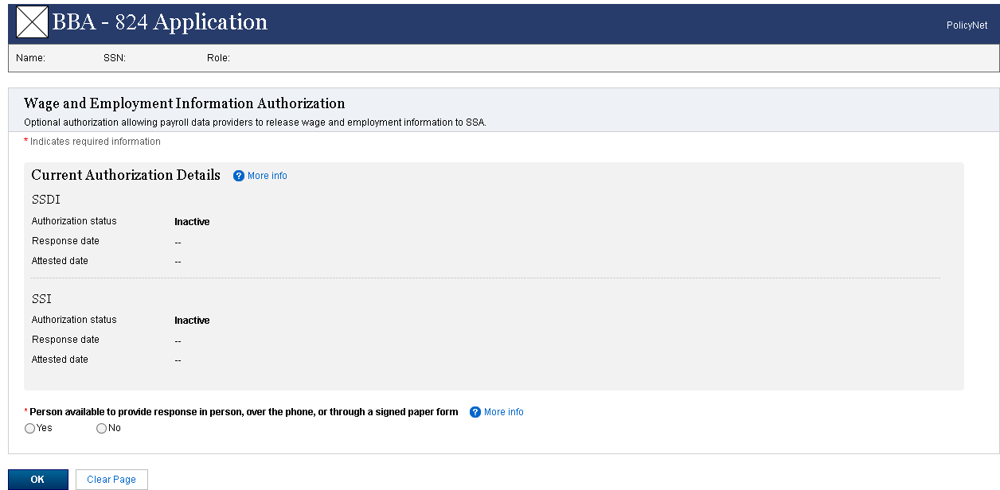 BBA - 824 Application
PolicyNet
Name: SSN: Role:
Wage and Employment Information Authorization
Optional authorization allowing payroll data providers to release wage and employment information to SSA.
* Indicates required information
Current Authorization Details ? More info
SSDI
Authorization status Inactive
Response date --
Attested date --
SSI
Authorization status Inactive
Response date --
Attested date --
* Person available to provide response in person, over the phone, or through a signed paper form ? More info
Yes No
OK Clear Page